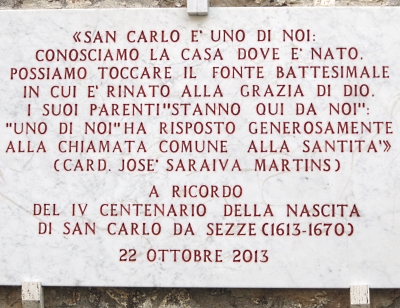 «SAN CARLO E' UNO DI NOI:
CONOSCIAMO LA CASA DOVE E' NATO.
POSSIAMO TOCCARE IL FONTE BATTESIMALE
IN CUI E' RINATO ALLA GRAZIA DI DIO.
I SUOI PARENTI "STANNO QUI DA NOI":
"UNO DI NOI" HA RISPOSTO GENEROSAMENTE
ALLA CHIAMATA COMUNE ALLA SANTITA'»
(CARD. JOSE' SARAIVA MARTINS)
A RICORDO
DEL IV CENTENARIO DELLA NASCITA
DI SAN CARLO DA SEZZE (1613-1670)
22 OTTOBRE 2013